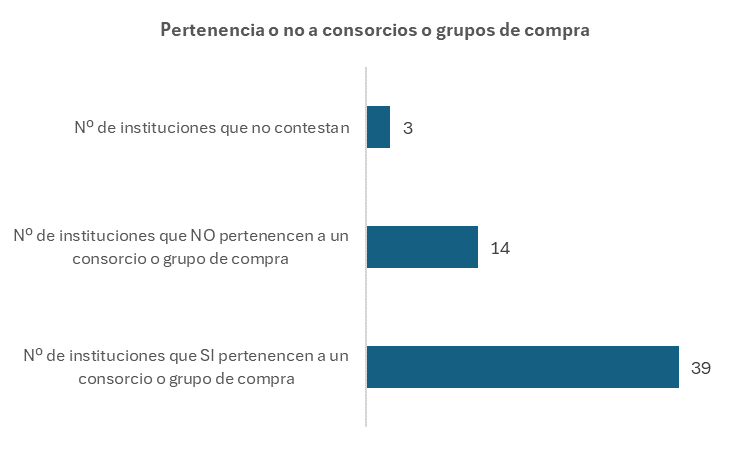 Pertenencia o no a consorcios o grupos de compra
Nº de instituciones que no contestan
3
Nº de instituciones que NO pertenencen a un
consorcio o grupo de compra
14
Nº de instituciones que SI pertenencen a un
consorcio o grupo de compra
39